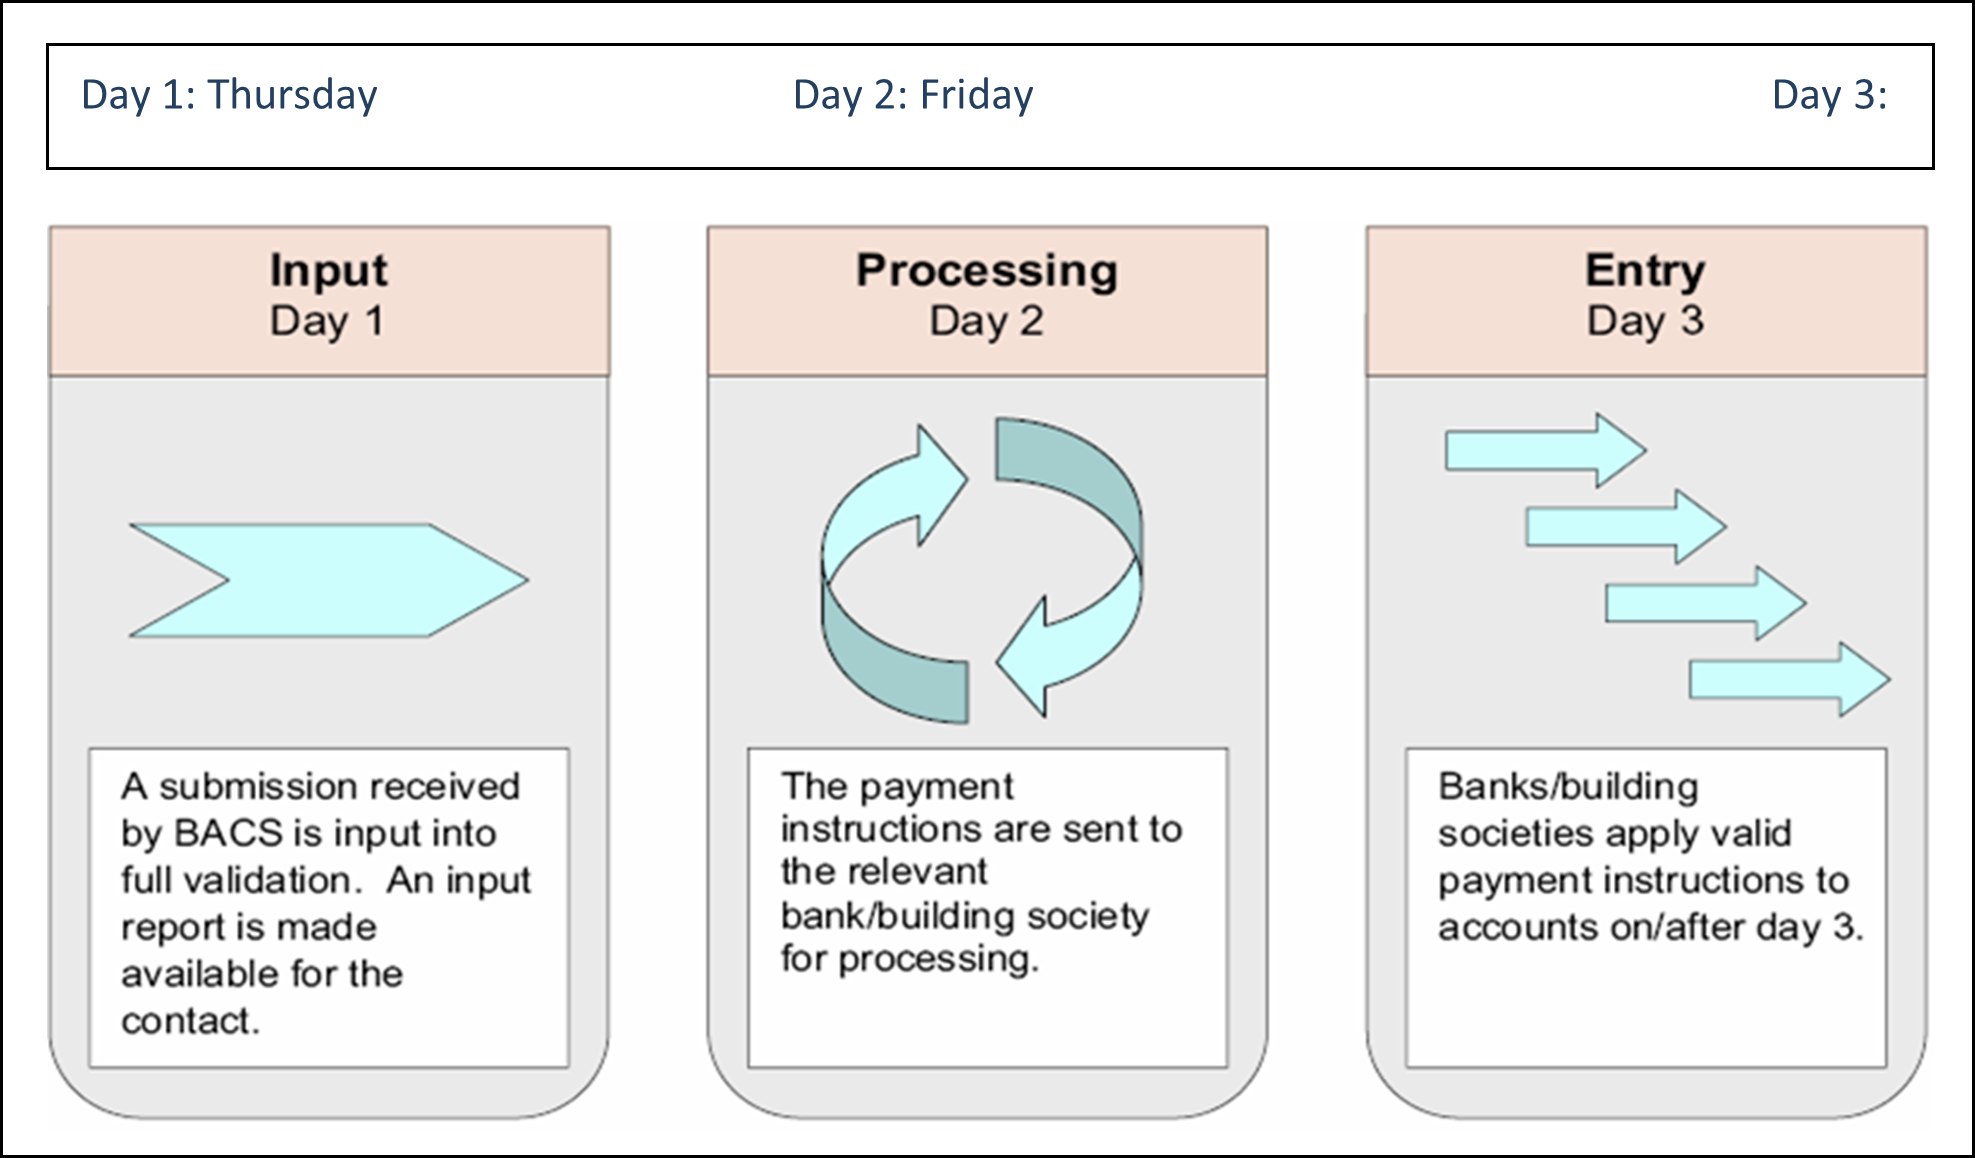 Day 1: Thursday Day 2: Friday Day 3:
Input
Day 1
A submission received
by BACS is input into
full validation.  An input
report is made
available for the
contact.
Processing
Day 2
The payment
instructions are sent to
the relevant
bank/building society
for processing.
Entry
Day 3
Banks/building
societies apply valid
payment instructions to
accounts on/after day 3.